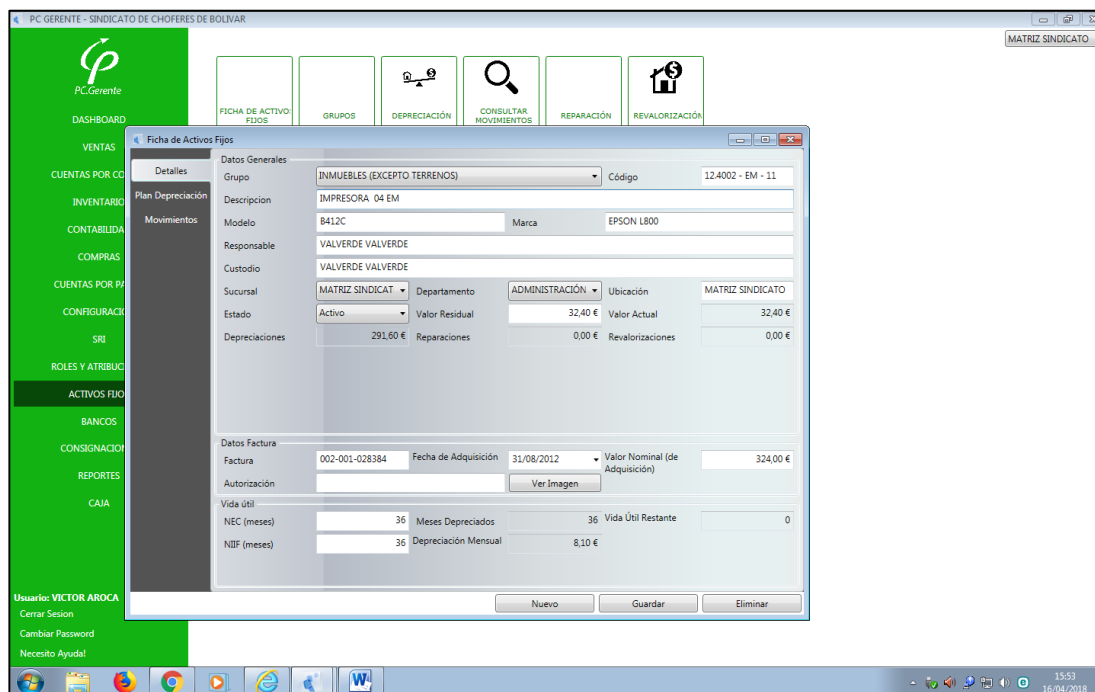 PC GERENTE - SINDICATO DE CHOFERES DE BOLIVAR
MATRIZ SINDICATO
PC.Gerente
FICHA DE ACTIVO: FIJOS
GRUPOS
DEPRECIACIÓN
CONSULTAR MOVIMIENTOS
REPARACIÓN
REVALORIZACIÓN
DASHBOARD
VENTAS
CUENTAS POR CO
INVENTARIO
CONTABILIDA
COMPRAS
CUENTAS POR PA
CONFIGURACIO
SRI
ROLES Y ATRIBUC
ACTIVOS FIJO
BANCOS
CONSIGNACION
REPORTES
CAJA
Usuario: VICTOR AROCA
Cerrar Sesion
Cambiar Password
Necesito Ayuda!
Ficha de Activos Fijos
Detalles
Plan Depreciación
Movimientos
Datos Generales
Grupo INMUEBLES (EXCEPTO TERRENOS) Código 12.4002 - EM - 11
Descripcion IMPRESORA 04 EM
Modelo B412C Marca EPSON L800
Responsable VALVERDE VALVERDE
Custodio VALVERDE VALVERDE
Sucursal MATRIZ SINDICAT Departamento ADMINISTRACIÓN Ubicación MATRIZ SINDICATO
Estado Activo Valor Residual 32,40 € Valor Actual 32,40 €
Depreciaciones 291,60 € Reparaciones 0,00 € Revalorizaciones 0,00 €
Datos Factura
Factura 002-001-028384 Fecha de Adquisición 31/08/2012 Valor Nominal (de Adquisición) 324,00 €
Autorización Ver Imagen
Vida útil
NEC (meses) 36 Meses Depreciados 36 Vida Útil Restante 0
NIIF (meses) 36 Depreciación Mensual 8,10 €
Nuevo Guardar Eliminar
15:53
16/04/2018